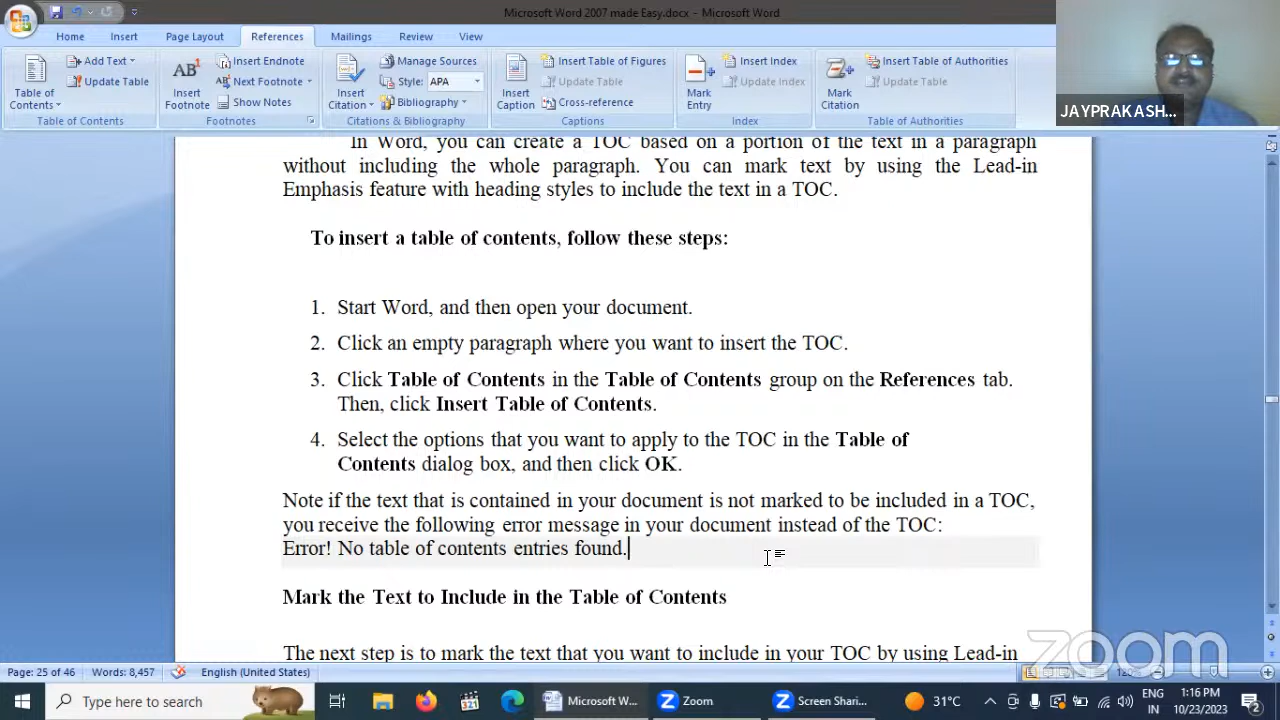 Microsoft Word 2007 made Easy.docx - Microsoft Word
Home Insert Page Layout References Mailings Review View
Table of Contents
Add Text
Update Table
Table of Contents
AB1
Insert Footnote
Insert Endnote
Next Footnote
Show Notes
Footnotes
Insert Citation
Manage Sources
Style: APA
Bibliography
Citations & Bibliography
Insert Caption
Insert Table of Figures
Update Table
Cross-reference
Captions
Mark Entry
Insert Index
Update Index
Index
Mark Citation
Insert Table of Authorities
Update Table
Table of Authorities
JAYPRAKASH...
In Word, you can create a TOC based on a portion of the text in a paragraph
without including the whole paragraph. You can mark text by using the Lead-in
Emphasis feature with heading styles to include the text in a TOC.
To insert a table of contents, follow these steps:
1. Start Word, and then open your document.
2. Click an empty paragraph where you want to insert the TOC.
3. Click Table of Contents in the Table of Contents group on the References tab.
Then, click Insert Table of Contents.
4. Select the options that you want to apply to the TOC in the Table of
Contents dialog box, and then click OK.
Note if the text that is contained in your document is not marked to be included in a TOC,
you receive the following error message in your document instead of the TOC:
Error! No table of contents entries found.
Mark the Text to Include in the Table of Contents
The next step is to mark the text that you want to include in your TOC by using Lead-in
zoom
Page: 25 of 46 Words: 8,457 English (United States)
Type here to search
321
Microsoft W...
Zoom
Screen Shari...
31°C
ENG
IN
1:16 PM
10/23/2023
2